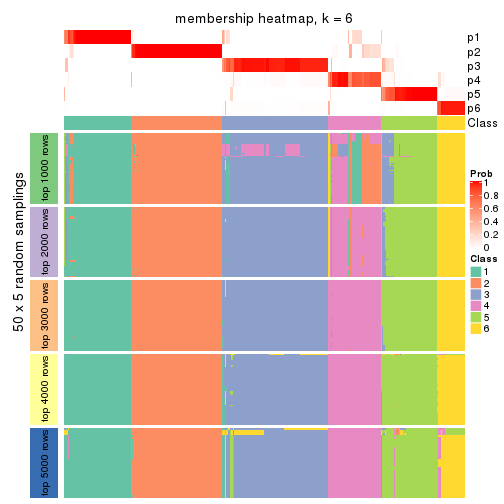 membership heatmap, k = 6
p1
p2
p3
p4
p5
p6
Class
50 x 5 random samplings
top 1000 rows
top 2000 rows
top 3000 rows
top 4000 rows
top 5000 rows
Prob
1
0.8
0.6
0.4
0.2
0
Class
1
2
3
4
5
6